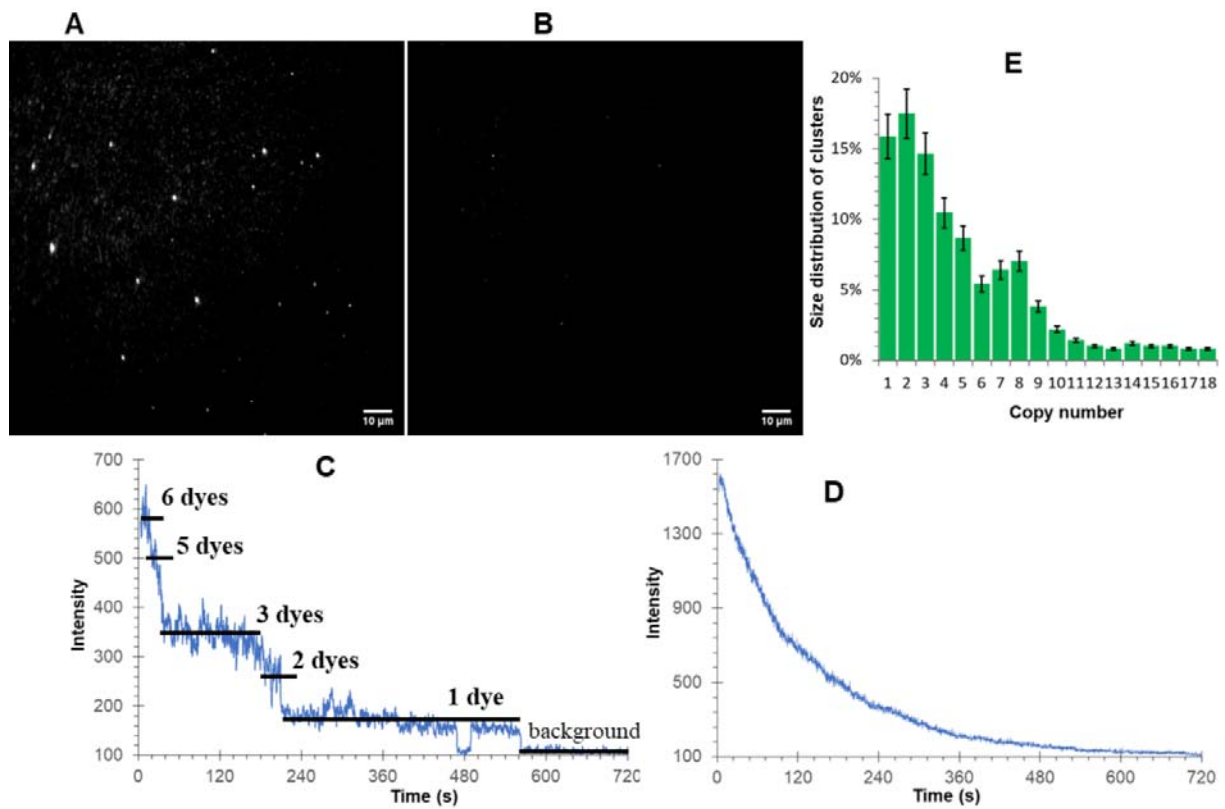 A
B
10 µm
10 µm
E
20%
15%
10%
5%
0%
Size distribution of clusters
1 2 3 4 5 6 7 8 9 10 11 12 13 14 15 16 17 18
Copy number
C
700
600
500
400
300
200
100
Intensity
6 dyes
5 dyes
3 dyes
2 dyes
1 dye
background
0 120 240 360 480 600 720
Time (s)
D
1700
1300
900
500
100
Intensity
0 120 240 360 480 600 720
Time (s)